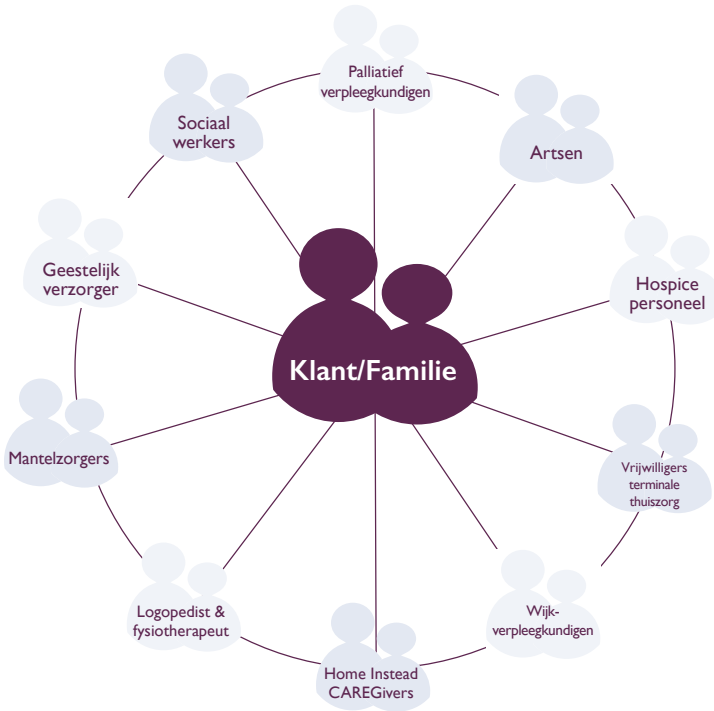 Palliatief
verpleegkundigen
Sociaal
werkers
Artsen
Geestelijk
verzorger
Hospice
personeel
Klant/Familie
Mantelzorgers
Vrijwilligers
terminale
thuiszorg
Logopedist &
fysiotherapeut
Wijk-
verpleegkundigen
Home Instead
CAREGivers